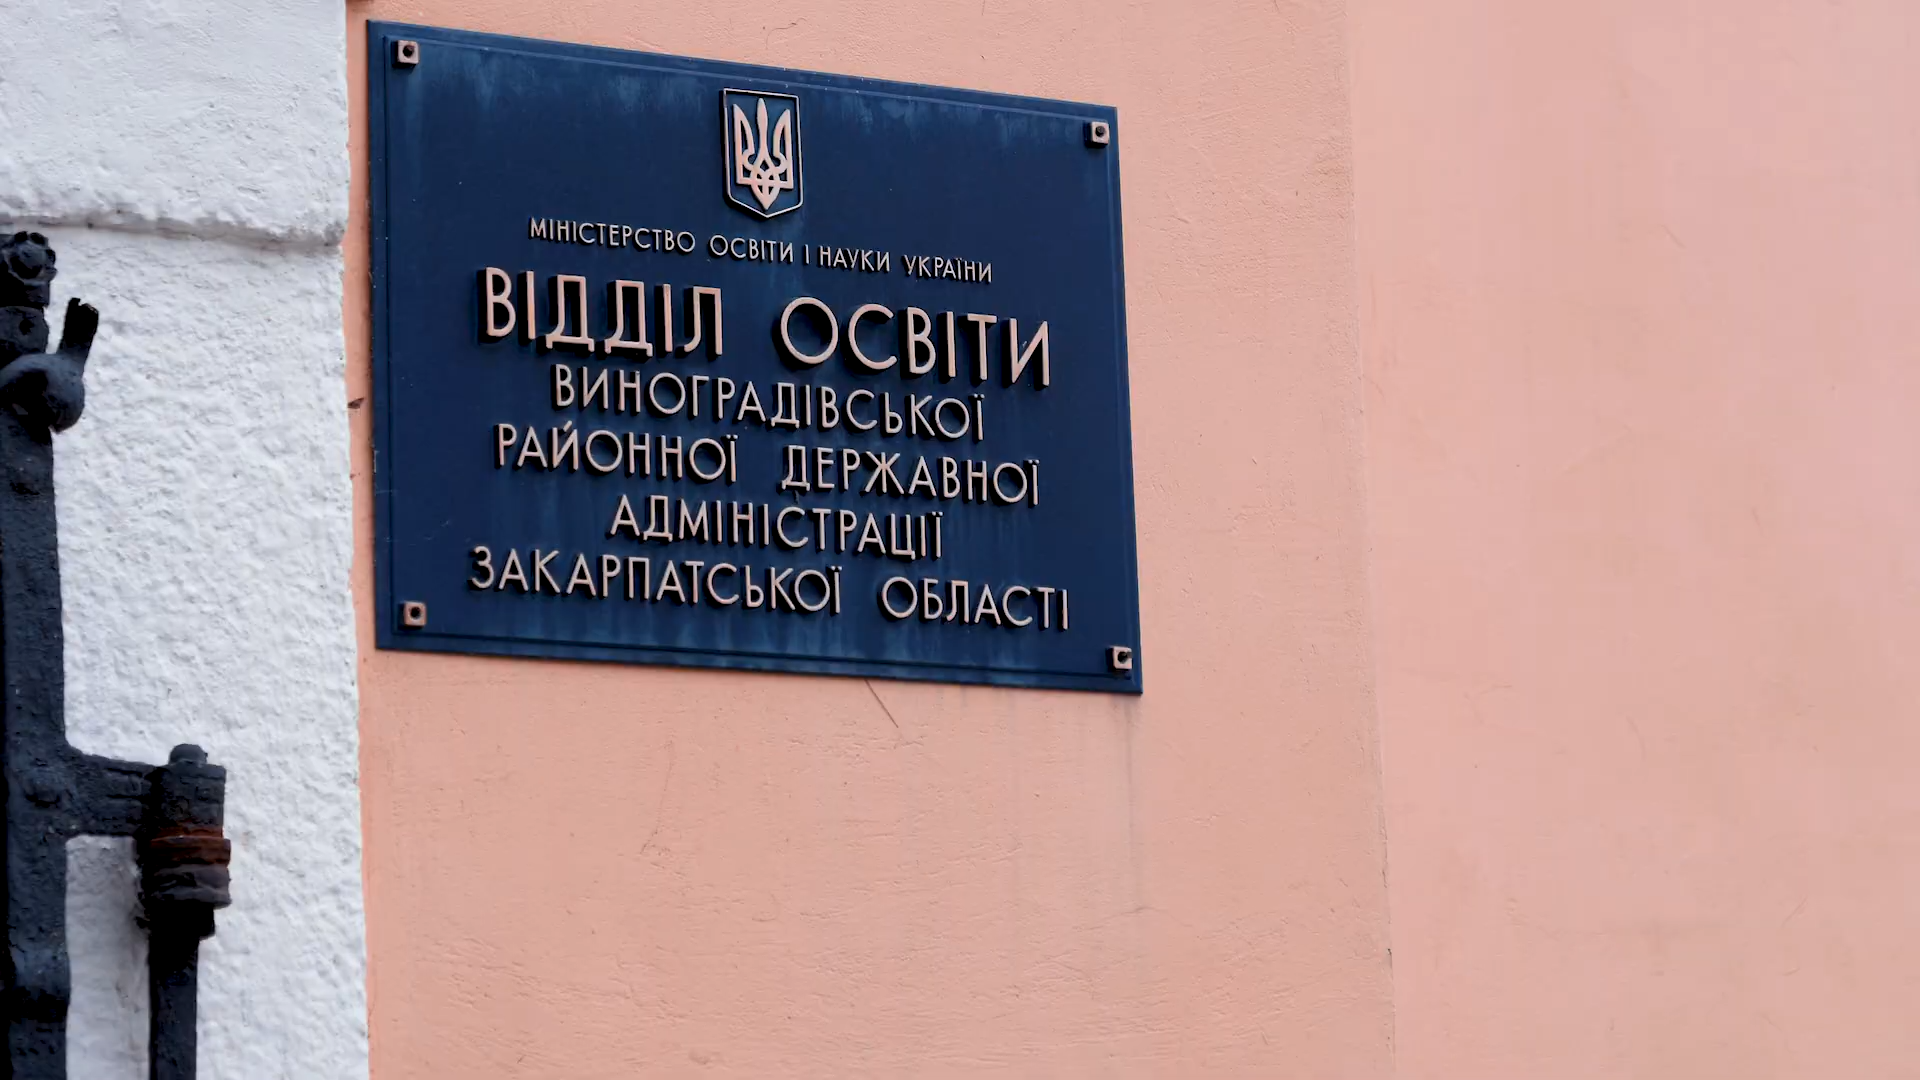 МІНІСТЕРСТВО ОСВІТИ І НАУКИ УКРАЇНИ
ВІДДІЛ ОСВІТИ
ВИНОГРАДІВСЬКОЇ
РАЙОННОЇ ДЕРЖАВНОЇ
АДМІНІСТРАЦІЇ
ЗАКАРПАТСЬКОЇ ОБЛАСТІ